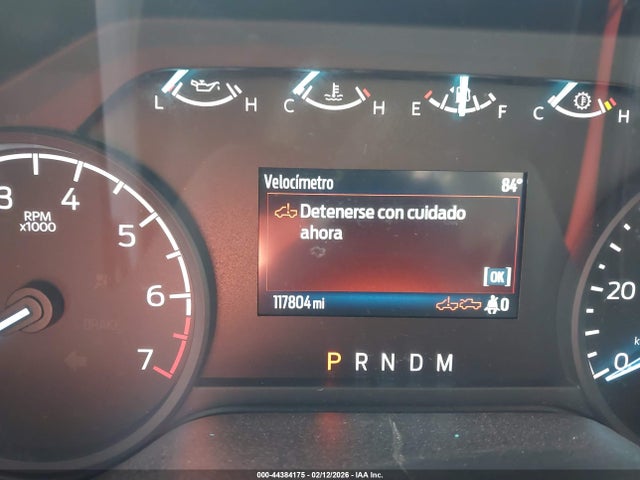 L H C H E F C H
Velocímetro 84°
Detenerse con cuidado
ahora
OK
117804 mi 0
3 4 5 6 7
RPM
x1000
BRAKE
20
0
P R N D M
000-44384175 - 02/12/2026 - IAA Inc.